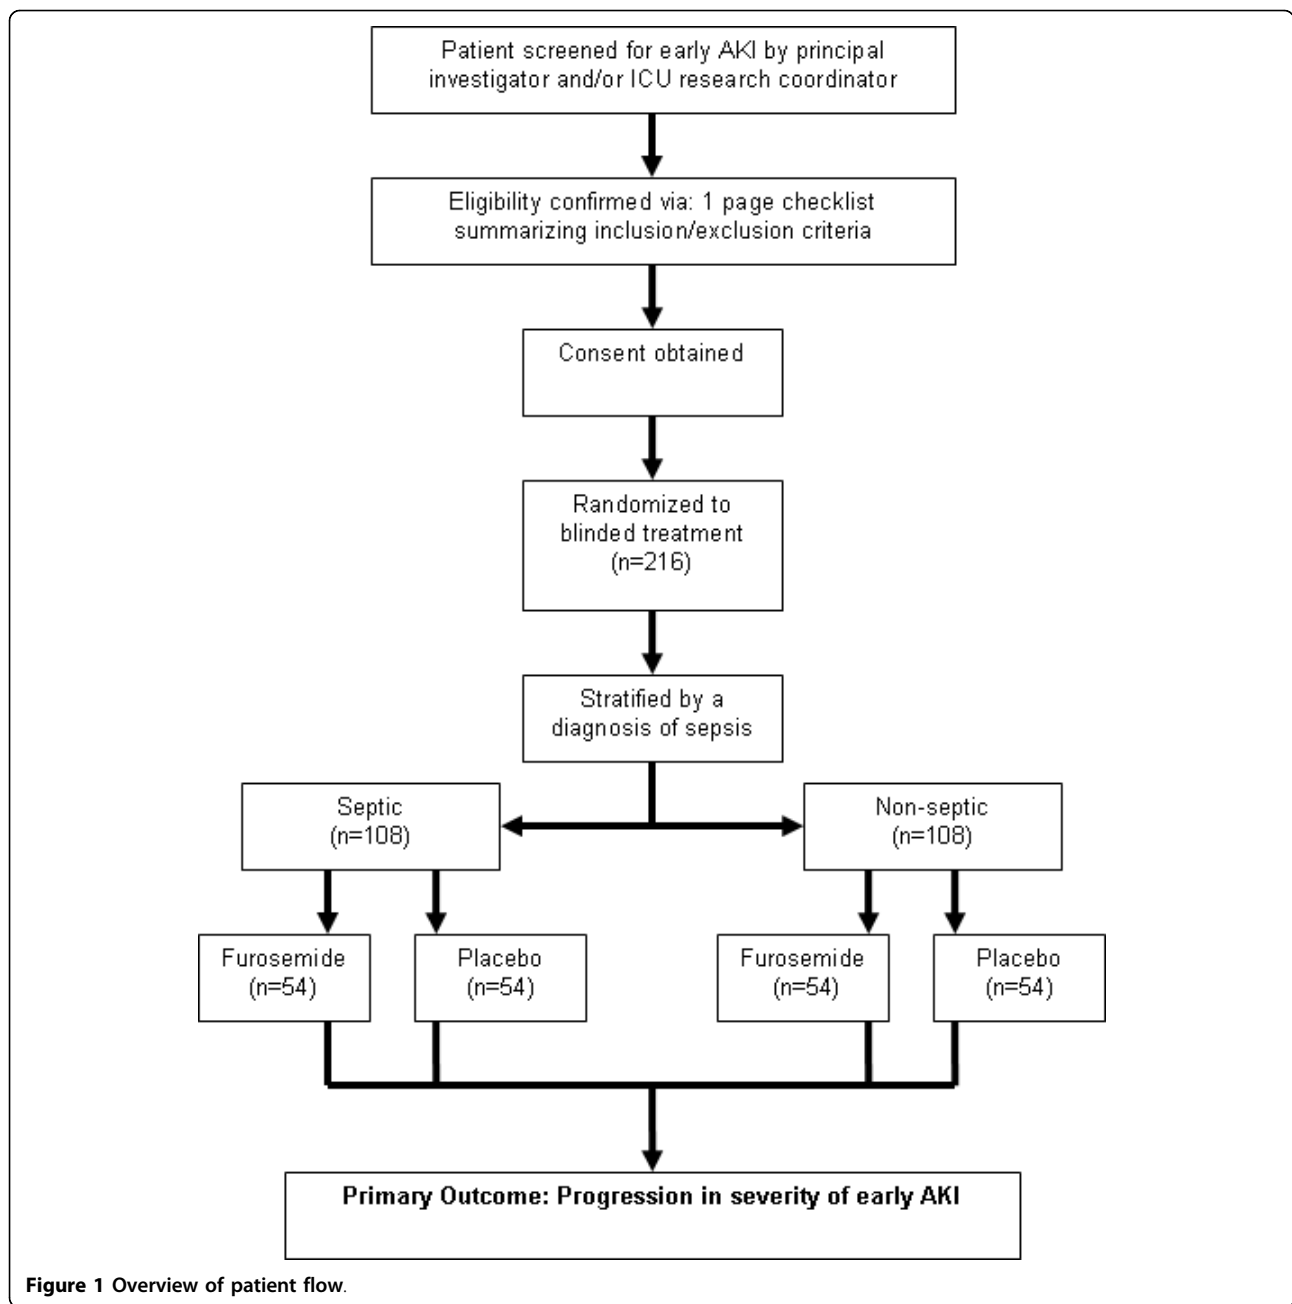 Patient screened for early AKI by principal
investigator and/or ICU research coordinator
Eligibility confirmed via: 1 page checklist
summarizing inclusion/exclusion criteria
Consent obtained
Randomized to
blinded treatment
(n=216)
Stratified by a
diagnosis of sepsis
Septic
(n=108)
Non-septic
(n=108)
Furosemide
(n=54)
Placebo
(n=54)
Furosemide
(n=54)
Placebo
(n=54)
Primary Outcome: Progression in severity of early AKI
Figure 1 Overview of patient flow.